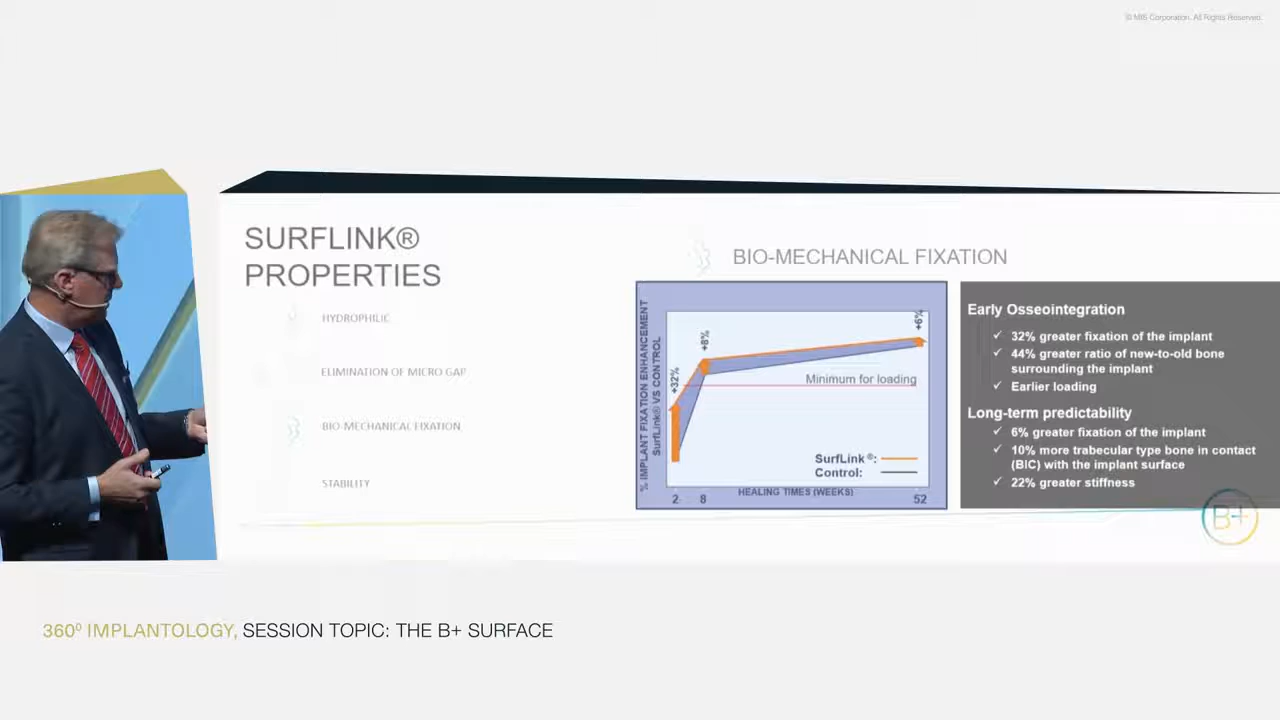 © MIS Corporation. All Rights Reserved.
SURFLINK®
PROPERTIES
HYDROPHILIC
ELIMINATION OF MICRO GAP
BIO-MECHANICAL FIXATION
STABILITY
BIO-MECHANICAL FIXATION
% IMPLANT FIXATION ENHANCEMENT
SurfLink® VS CONTROL
+32%
+8%
+6%
Minimum for loading
SurfLink®:
Control:
HEALING TIMES (WEEKS)
2 8 52
Early Osseointegration
✓ 32% greater fixation of the implant
✓ 44% greater ratio of new-to-old bone
surrounding the implant
✓ Earlier loading
Long-term predictability
✓ 6% greater fixation of the implant
✓ 10% more trabecular type bone in contact
(BIC) with the implant surface
✓ 22% greater stiffness
B+
360⁰ IMPLANTOLOGY, SESSION TOPIC: THE B+ SURFACE